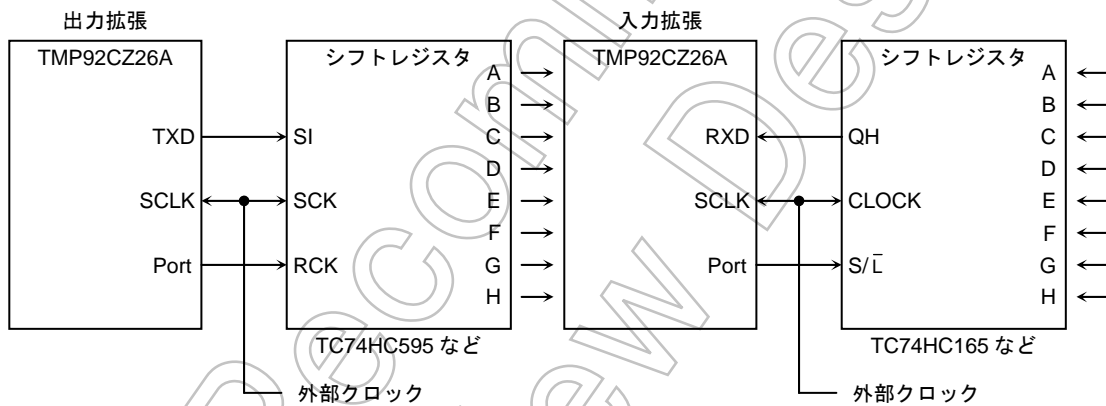 出力拡張
TMP92CZ26A
シフトレジスタ
A
B
TXD
SI
C
D
SCLK
SCK
E
F
Port
RCK
G
H
TC74HC595 など
外部クロック
入力拡張
TMP92CZ26A
シフトレジスタ
A
B
RXD
QH
C
D
SCLK
CLOCK
E
F
Port
S/L̄
G
H
TC74HC165 など
外部クロック